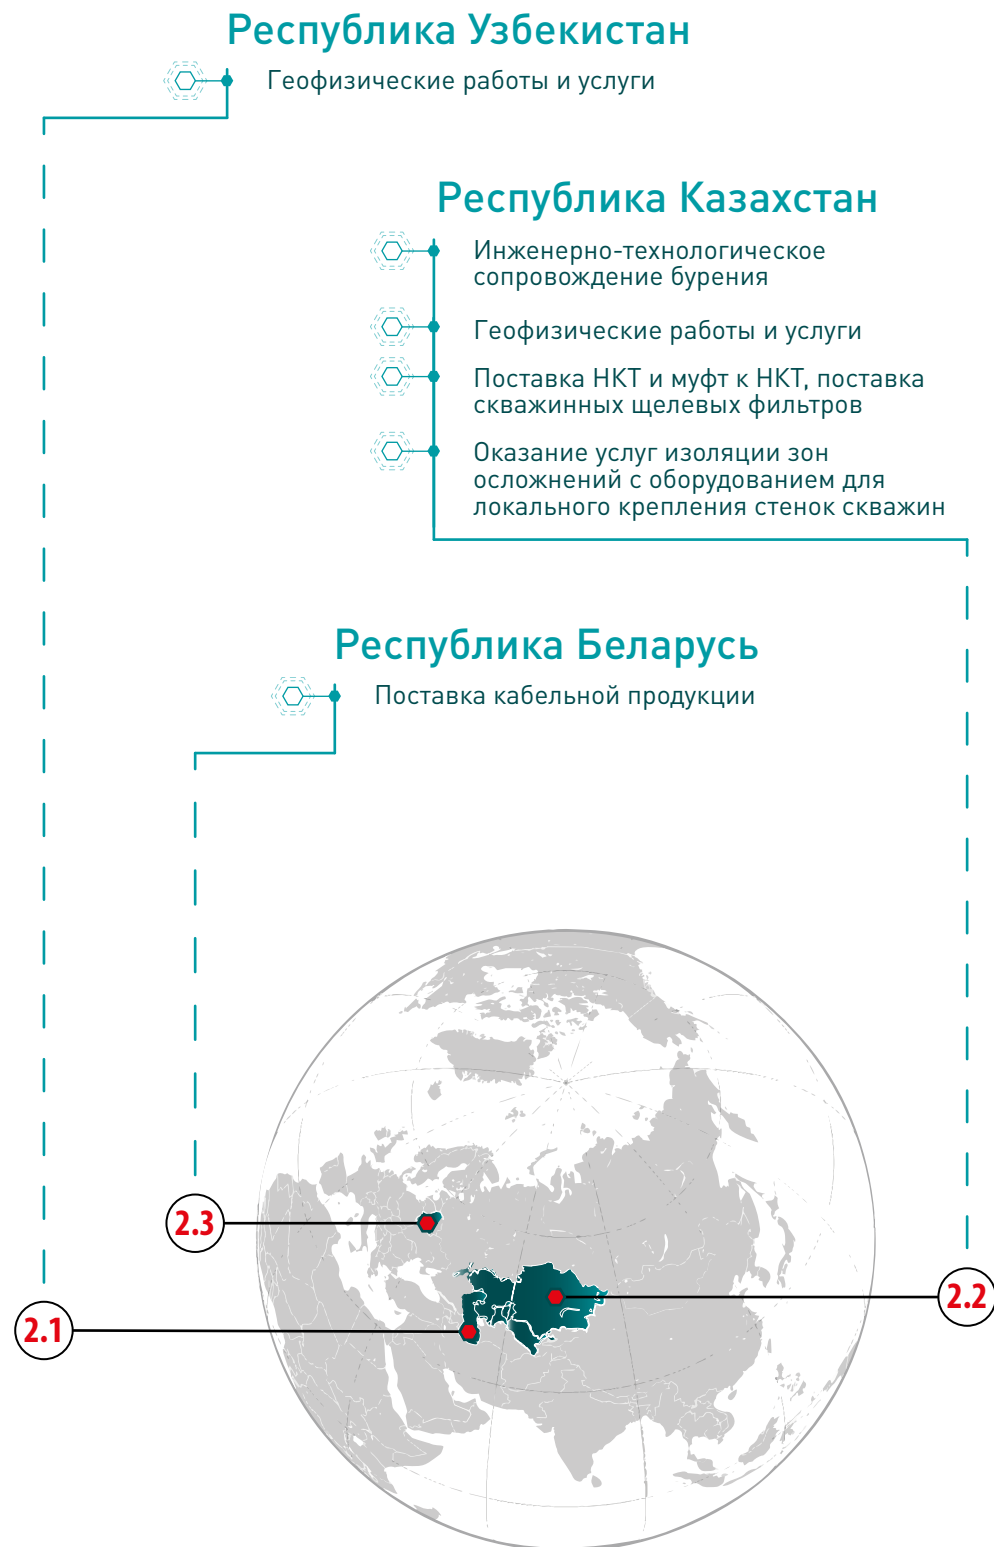 Республика Узбекистан
Геофизические работы и услуги
Республика Казахстан
Инженерно-технологическое
сопровождение бурения
Геофизические работы и услуги
Поставка НКТ и муфт к НКТ, поставка
скважинных щелевых фильтров
Оказание услуг изоляции зон
осложнений с оборудованием для
локального крепления стенок скважин
Республика Беларусь
Поставка кабельной продукции
2.3
2.2
2.1